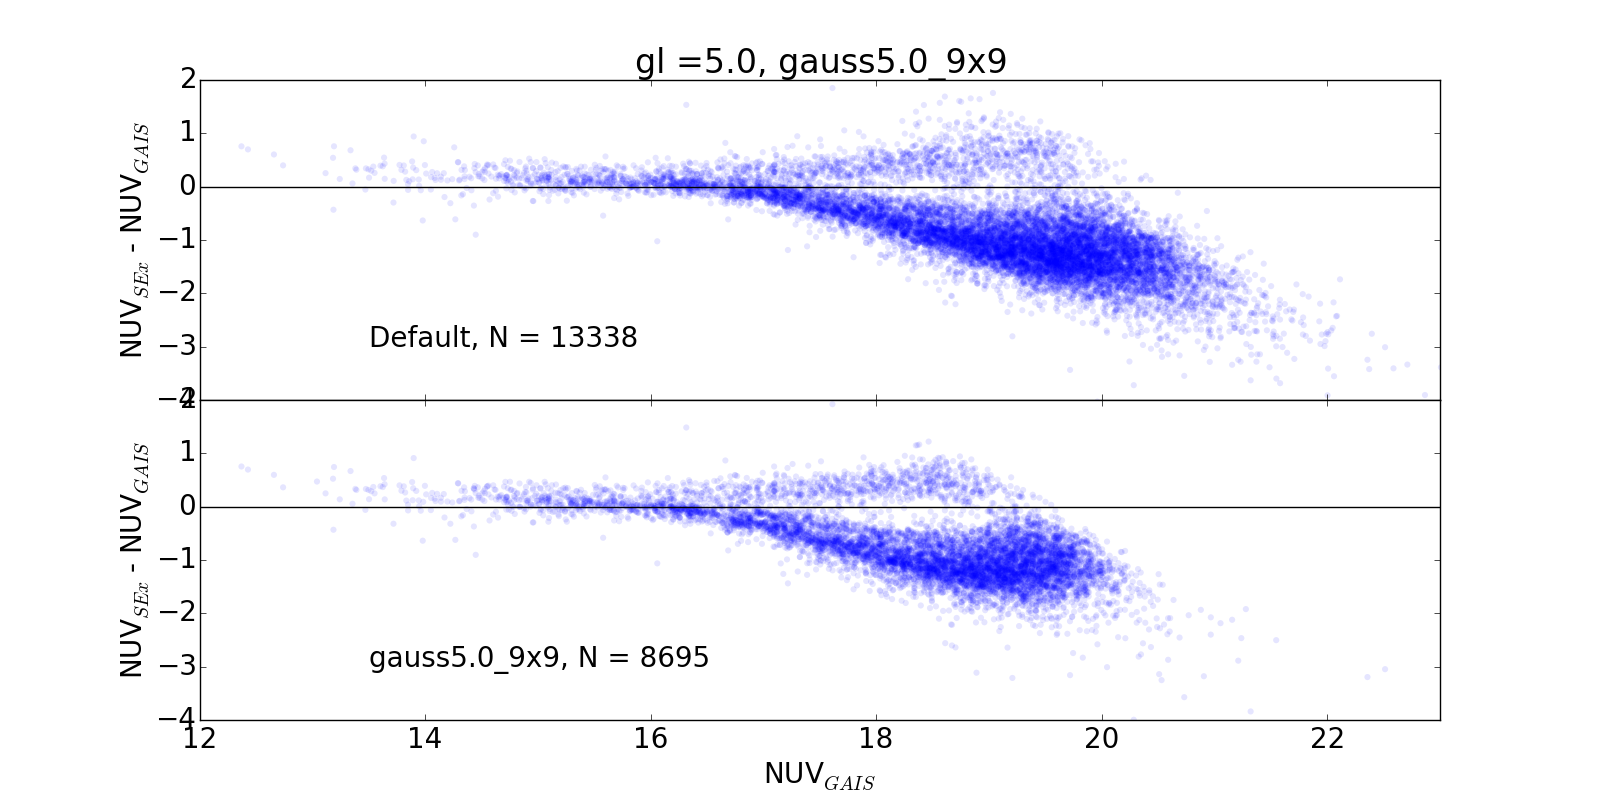 gl =5.0, gauss5.0_9x9
2
1
0
−1
−2
−3
−4
NUV_SEx - NUV_GAIS
Default, N = 13338
2
1
0
−1
−2
−3
−4
NUV_SEx - NUV_GAIS
gauss5.0_9x9, N = 8695
12 14 16 18 20 22
NUV_GAIS